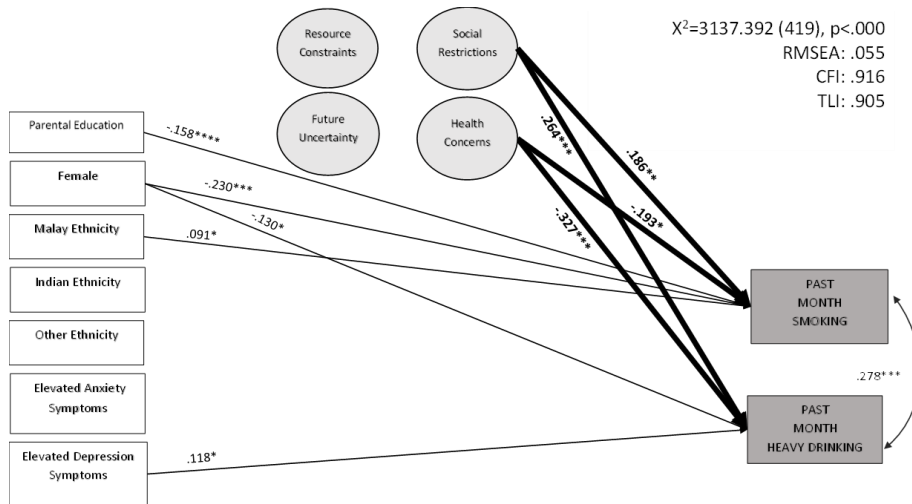 X²=3137.392 (419), p<.000
RMSEA: .055
CFI: .916
TLI: .905
Resource
Constraints
Social
Restrictions
Future
Uncertainty
Health
Concerns
Parental Education
Female
Malay Ethnicity
Indian Ethnicity
Other Ethnicity
Elevated Anxiety
Symptoms
Elevated Depression
Symptoms
-.158****
-.230***
-.130*
.091*
.118*
.264***
.186**
-.193*
-.327***
PAST
MONTH
SMOKING
.278***
PAST
MONTH
HEAVY DRINKING